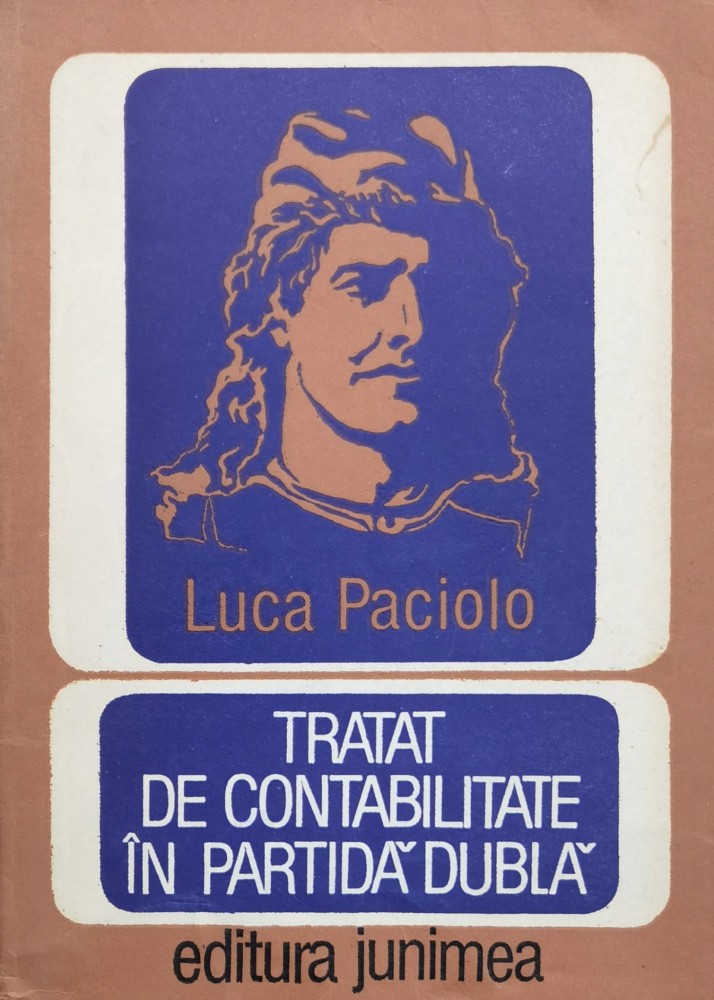 Luca Paciolo
TRATAT
DE CONTABILITATE
ÎN PARTIDĂ DUBLĂ
editura junimea